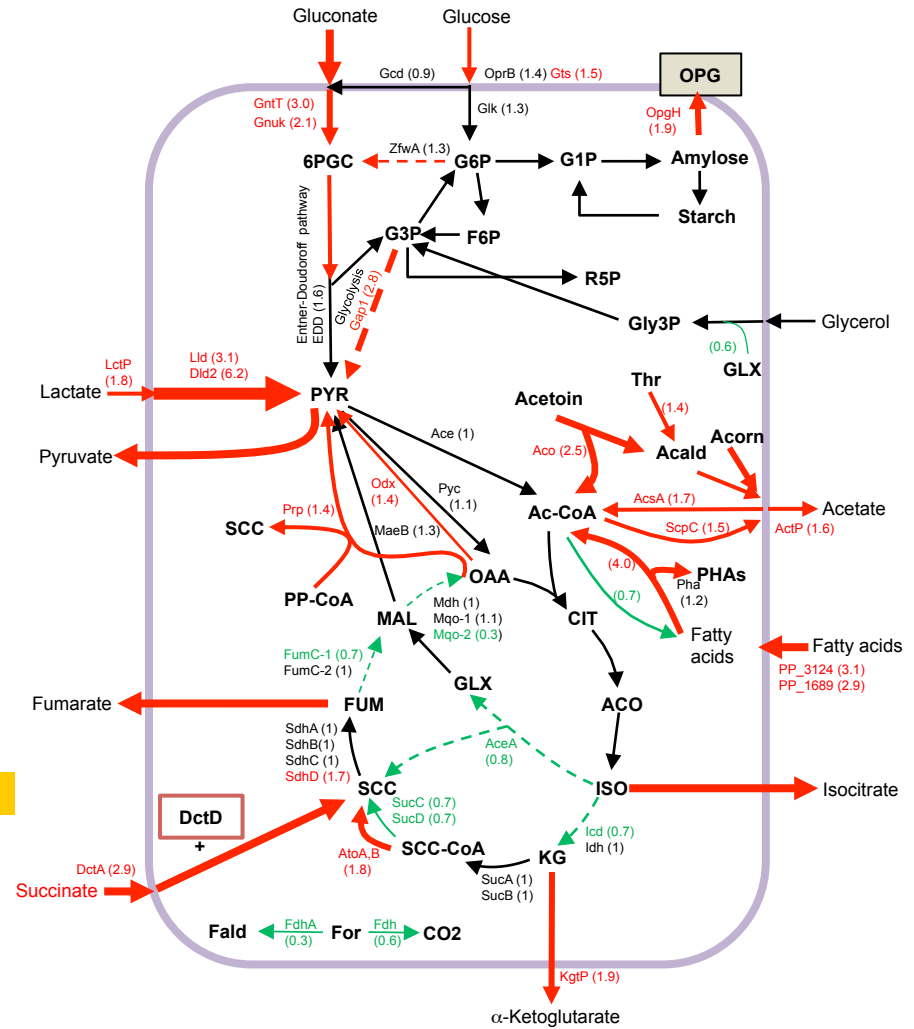 Gluconate
Glucose
Gcd (0.9)
OprB (1.4) Gts (1.5)
OPG
GntT (3.0)
Gnuk (2.1)
Glk (1.3)
OpgH
(1.9)
ZfwA (1.3)
6PGC
G6P
G1P
Amylose
Starch
G3P
F6P
R5P
Entner-Doudoroff pathway
EDD (1.6)
Glycolysis
Gap1 (2.8)
Gly3P
Glycerol
(0.6)
GLX
Lactate
LctP
(1.8)
Lld (3.1)
Dld2 (6.2)
PYR
Thr
(1.4)
Acetoin
Acorn
Ace (1)
Aco (2.5)
Acald
Pyruvate
Odx
(1.4)
Pyc
(1.1)
AcsA (1.7)
Acetate
Prp (1.4)
SCC
MaeB (1.3)
Ac-CoA
ScpC (1.5)
ActP (1.6)
PP-CoA
OAA
(4.0)
PHAs
Pha
(1.2)
(0.7)
Mdh (1)
Mqo-1 (1.1)
Mqo-2 (0.3)
MAL
CIT
Fatty
acids
Fatty acids
PP_3124 (3.1)
PP_1689 (2.9)
FumC-1 (0.7)
FumC-2 (1)
GLX
Fumarate
FUM
ACO
SdhA (1)
SdhB(1)
SdhC (1)
SdhD (1.7)
AceA
(0.8)
SCC
ISO
Isocitrate
DctD
+
SucC (0.7)
SucD (0.7)
Icd (0.7)
Idh (1)
AtoA,B
(1.8)
SCC-CoA
KG
SucA (1)
SucB (1)
DctA (2.9)
Succinate
Fald
FdhA
(0.3)
For
Fdh
(0.6)
CO2
KgtP (1.9)
α-Ketoglutarate